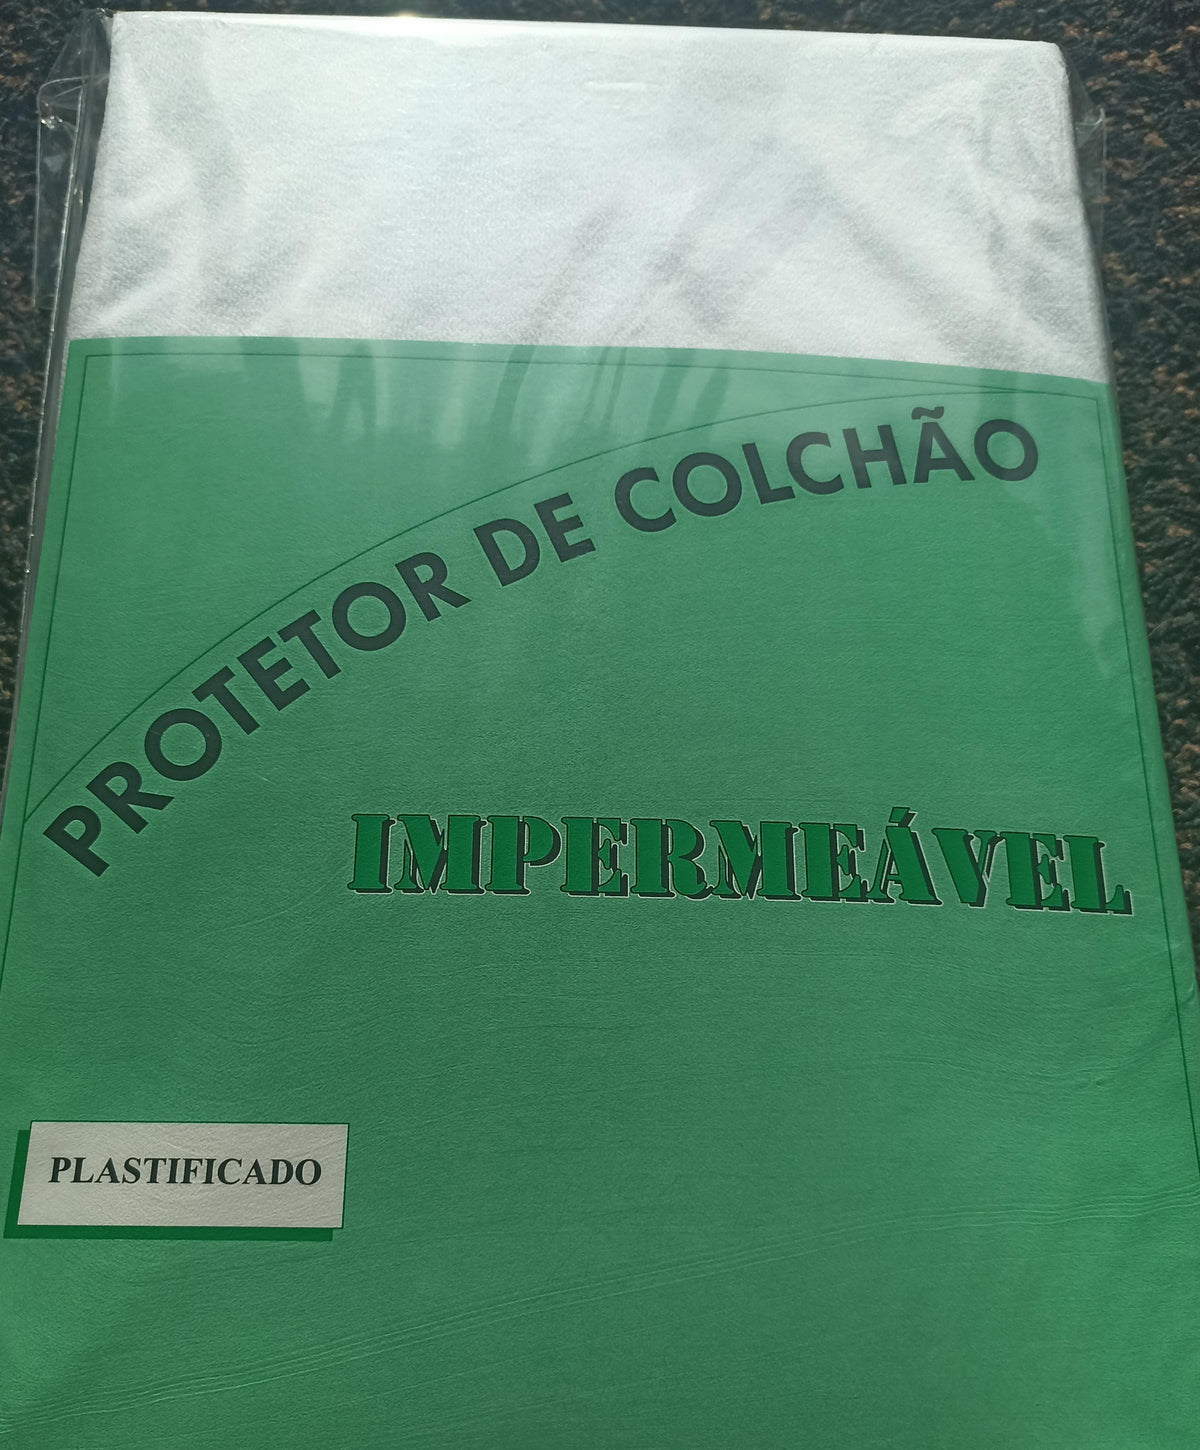 PROTETOR DE COLCHÃO
IMPERMEÁVEL
PLASTIFICADO